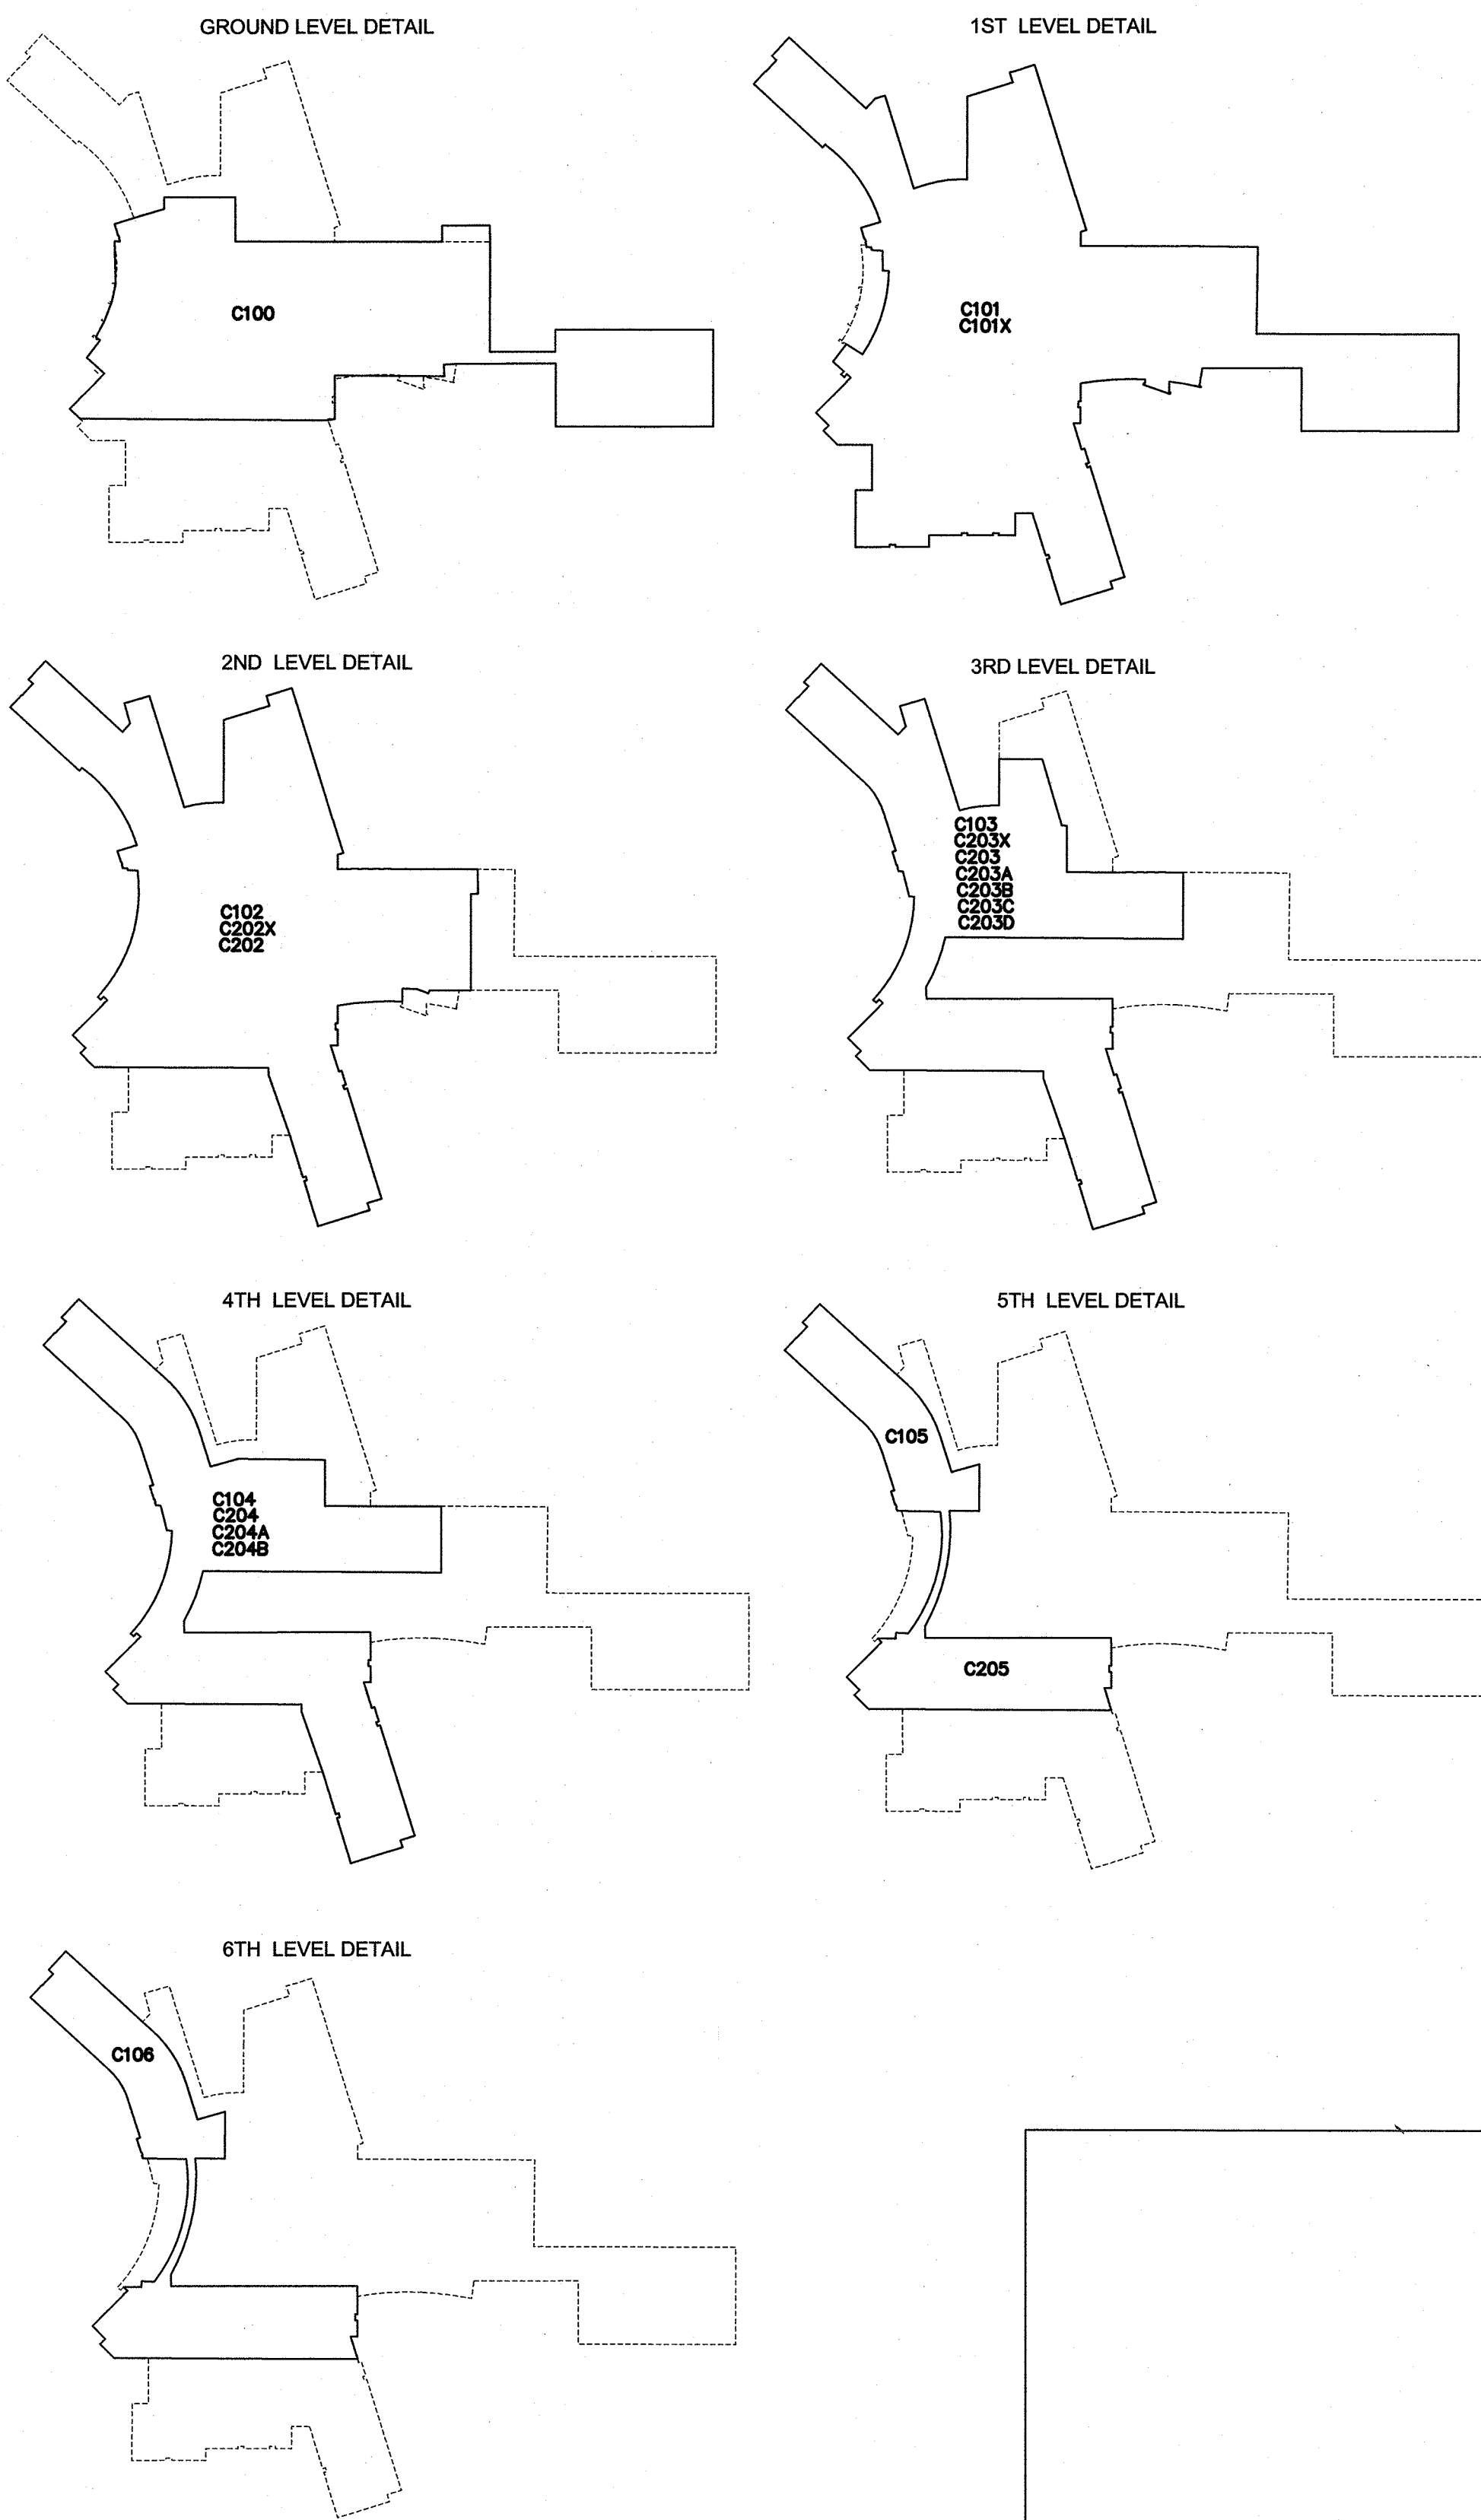 GROUND LEVEL DETAIL
C100
1ST LEVEL DETAIL
C101
C101X
2ND LEVEL DETAIL
C102
C202X
C202
3RD LEVEL DETAIL
C103
C203X
C203
C203A
C203B
C203C
C203D
4TH LEVEL DETAIL
C104
C204
C204A
C204B
5TH LEVEL DETAIL
C105
C205
6TH LEVEL DETAIL
C106